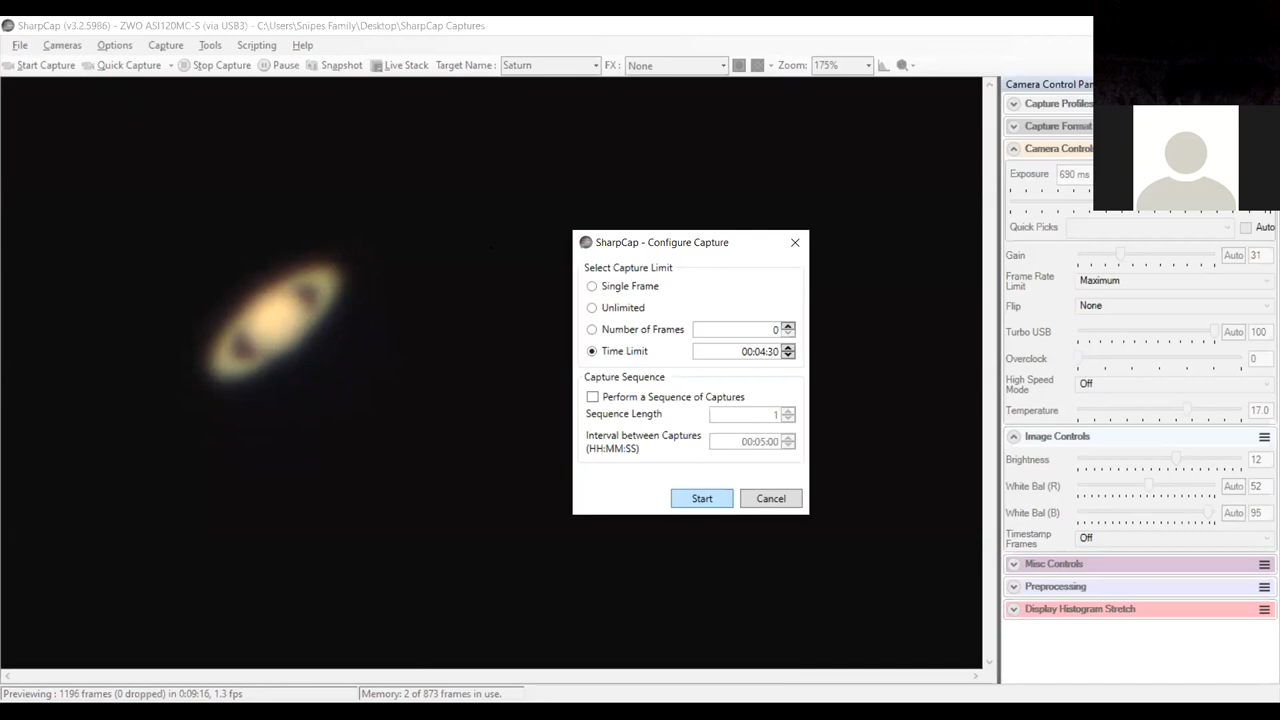 SharpCap (v3.2.5986) - ZWO ASI120MC-S (via USB3) - C:\Users\Snipes Family\Desktop\SharpCap Captures
File Cameras Options Capture Tools Scripting Help
Start Capture Quick Capture Stop Capture Pause Snapshot Live Stack Target Name : Saturn FX : None Zoom: 175%
Camera Control Pan
Capture Profiles
Capture Format
Camera Control
Exposure 690 ms
Quick Picks Auto
Gain Auto 31
Frame Rate
Limit Maximum
Flip None
Turbo USB Auto 100
Overclock 0
High Speed
Mode Off
Temperature 17.0
Image Controls
Brightness 12
White Bal (R) Auto 52
White Bal (B) Auto 95
Timestamp
Frames Off
Misc Controls
Preprocessing
Display Histogram Stretch
SharpCap - Configure Capture
Select Capture Limit
Single Frame
Unlimited
Number of Frames 0
Time Limit 00:04:30
Capture Sequence
Perform a Sequence of Captures
Sequence Length 1
Interval between Captures
(HH:MM:SS) 00:05:00
Start Cancel
Previewing : 1196 frames (0 dropped) in 0:09:16, 1.3 fps Memory: 2 of 873 frames in use.